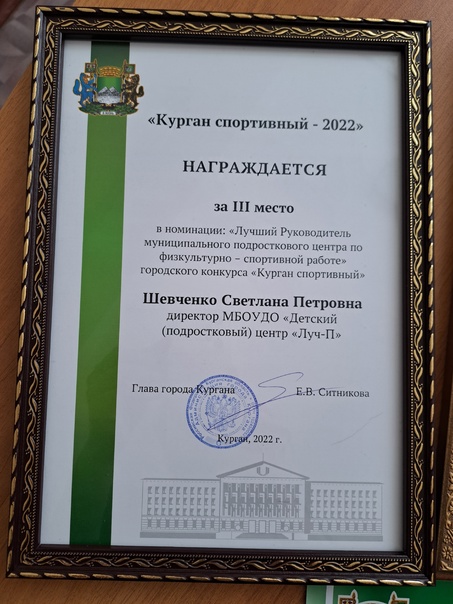 «Курган спортивный - 2022»
НАГРАЖДАЕТСЯ
за III место
в номинации: «Лучший Руководитель
муниципального подросткового центра по
физкультурно – спортивной работе»
городского конкурса «Курган спортивный»
Шевченко Светлана Петровна
директор МБОУДО «Детский
(подростковый) центр «Луч-П»
Глава города Кургана Е.В. Ситникова
Курган, 2022 г.